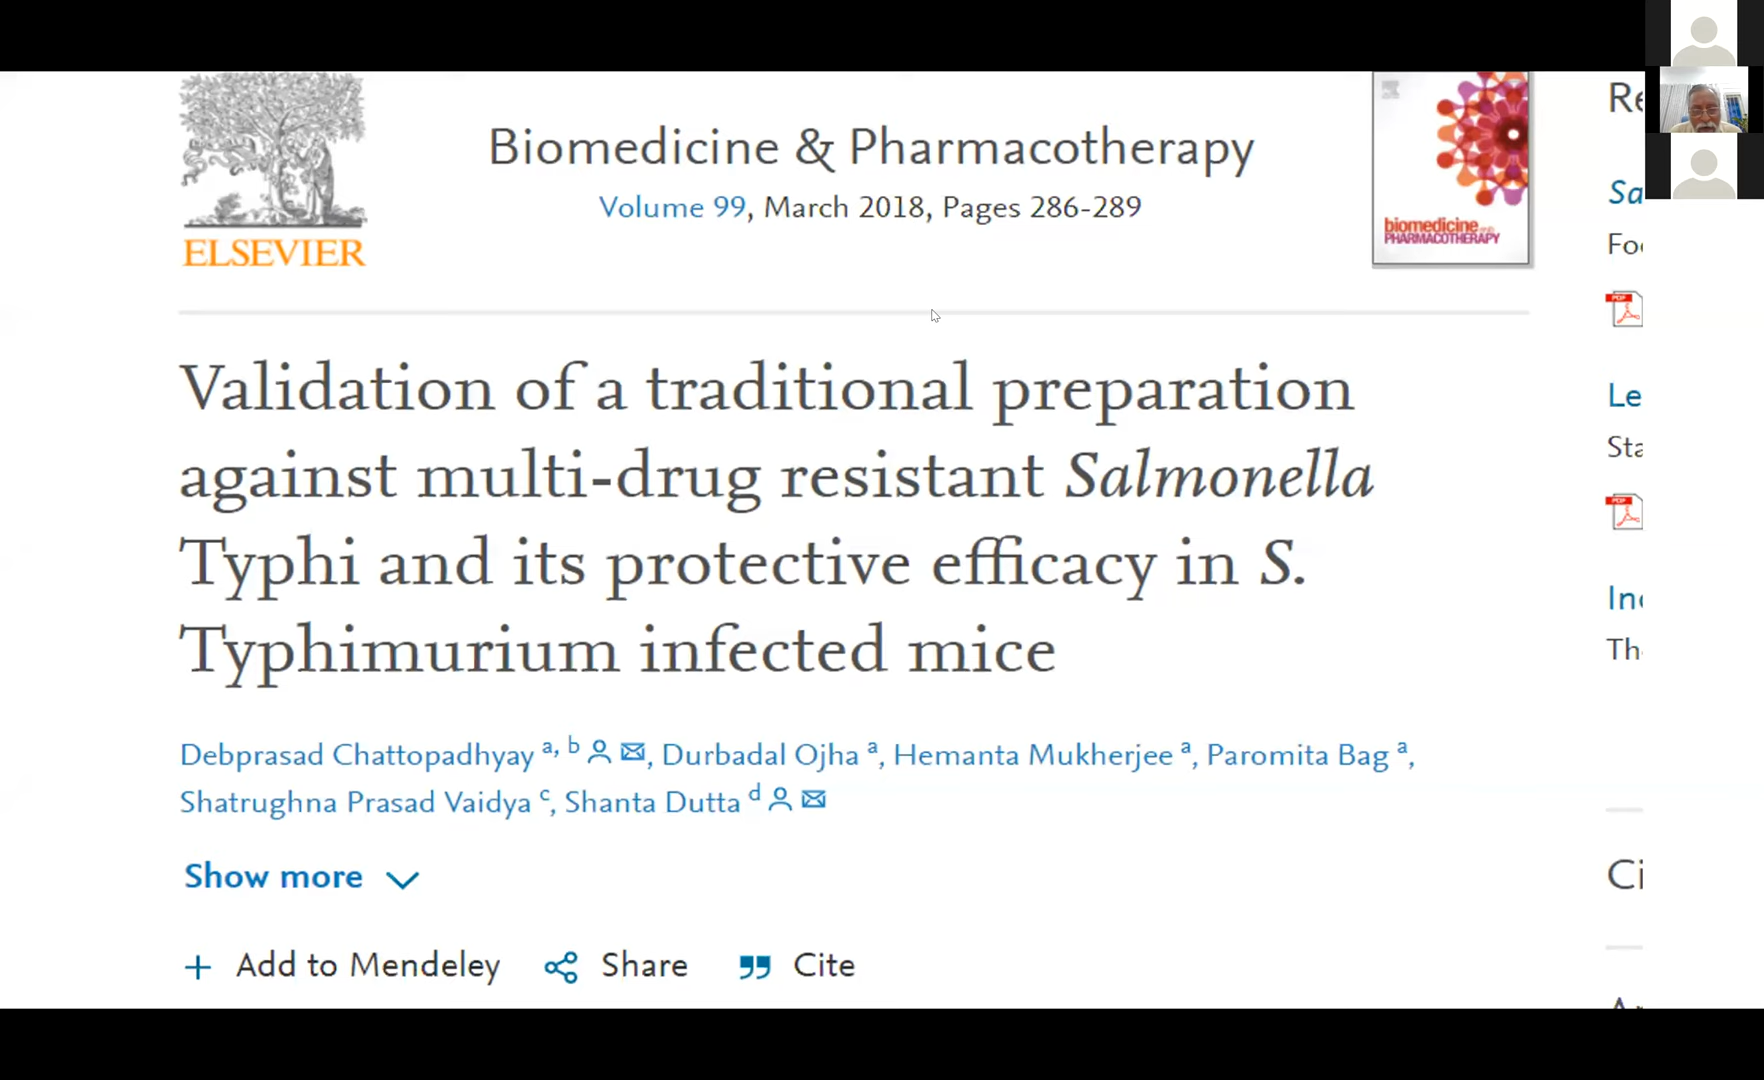 Biomedicine & Pharmacotherapy
Volume 99, March 2018, Pages 286-289
ELSEVIER
biomedicine
PHARMACOTHERAPY
Validation of a traditional preparation
against multi-drug resistant Salmonella
Typhi and its protective efficacy in S.
Typhimurium infected mice
Debprasad Chattopadhyay a, b, Durbadal Ojha a, Hemanta Mukherjee a, Paromita Bag a,
Shatrughna Prasad Vaidya c, Shanta Dutta d
Show more
+ Add to Mendeley Share Cite
Re
Sa
Fo
PDF
Le
Sta
PDF
In
Th
Ci